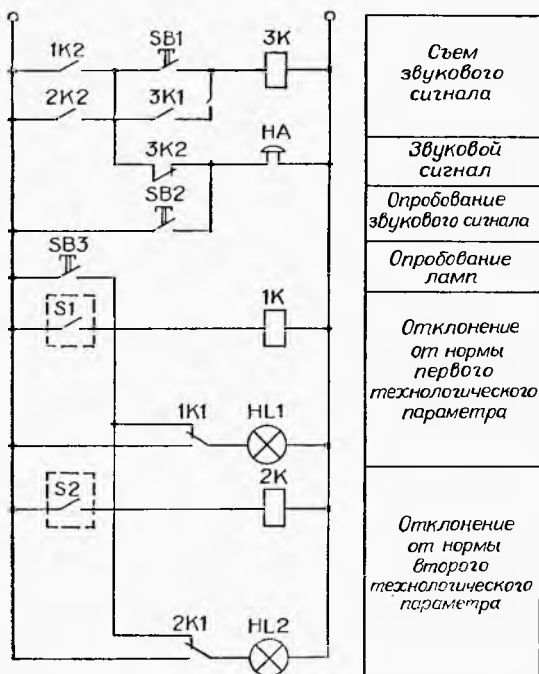 1K2
SB1
3K
Съем
звукового
сигнала
2K2
3K1
HA
Звуковой
сигнал
3K2
SB2
Опробование
звукового сигнала
SB3
Опробование
ламп
S1
1K
Отклонение
от нормы
первого
технологического
параметра
1K1
HL1
S2
2K
Отклонение
от нормы
второго
технологического
параметра
2K1
HL2